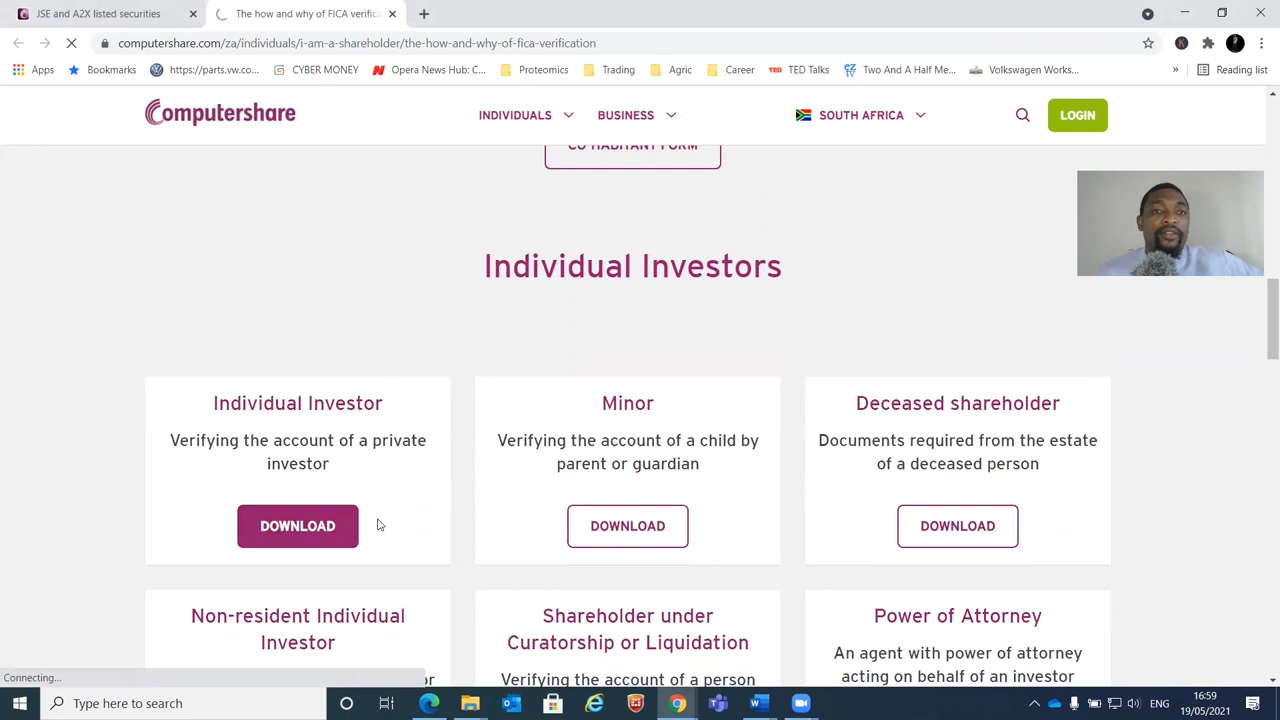 JSE and A2X listed securities
The how and why of FICA verifica
computershare.com/za/individuals/i-am-a-shareholder/the-how-and-why-of-fica-verification
Apps
Bookmarks
https://parts.vw.co...
CYBER MONEY
Opera News Hub: C...
Proteomics
Trading
Agric
Career
TED Talks
Two And A Half Me...
Volkswagen Works...
»
Reading list
Computershare
INDIVIDUALS
BUSINESS
SOUTH AFRICA
LOGIN
CO HABITANT FORM
Individual Investors
Individual Investor
Verifying the account of a private
investor
DOWNLOAD
Minor
Verifying the account of a child by
parent or guardian
DOWNLOAD
Deceased shareholder
Documents required from the estate
of a deceased person
DOWNLOAD
Non-resident Individual
Investor
or
Shareholder under
Curatorship or Liquidation
Verifying the account of a person
Power of Attorney
An agent with power of attorney
acting on behalf of an investor
Connecting...
Type here to search
ENG
16:59
19/05/2021